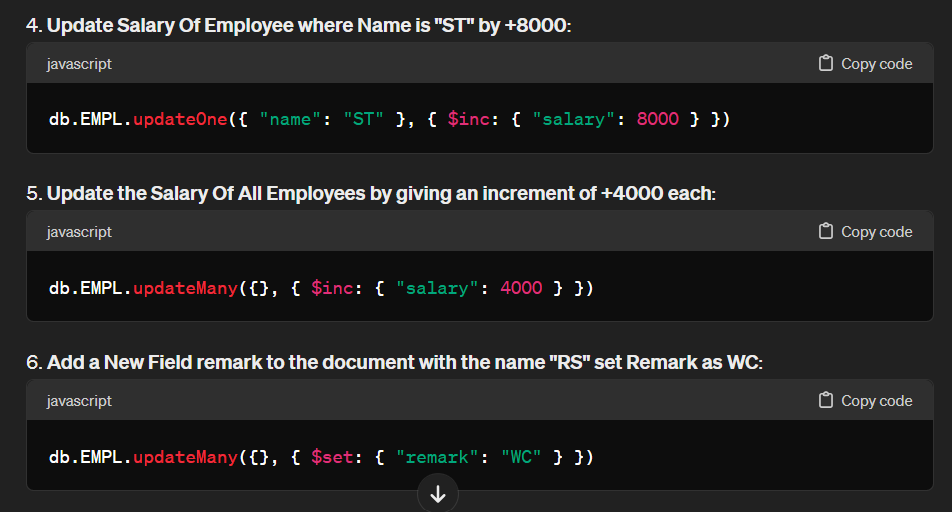 4. Update Salary Of Employee where Name is "ST" by +8000:
javascript
Copy code
db.EMPL.updateOne({ "name": "ST" }, { $inc: { "salary": 8000 } })
5. Update the Salary Of All Employees by giving an increment of +4000 each:
javascript
Copy code
db.EMPL.updateMany({}, { $inc: { "salary": 4000 } })
6. Add a New Field remark to the document with the name "RS" set Remark as WC:
javascript
Copy code
db.EMPL.updateMany({}, { $set: { "remark": "WC" } })